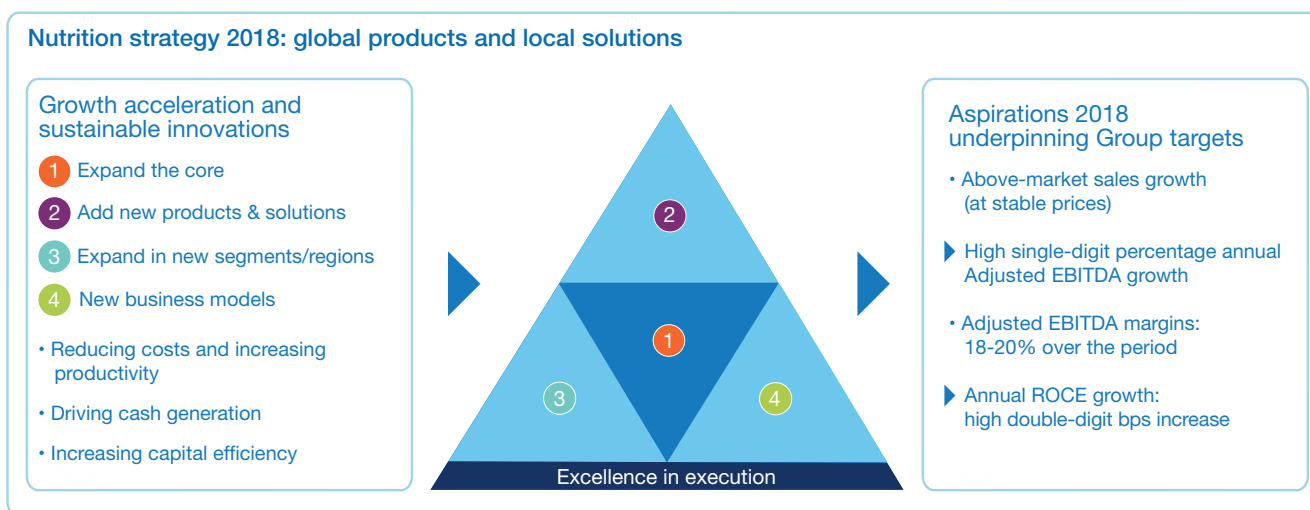 Nutrition strategy 2018: global products and local solutions
Growth acceleration and
sustainable innovations
1 Expand the core
2 Add new products & solutions
3 Expand in new segments/regions
4 New business models
• Reducing costs and increasing
productivity
• Driving cash generation
• Increasing capital efficiency
2
1
3
4
Excellence in execution
Aspirations 2018
underpinning Group targets
• Above-market sales growth
(at stable prices)
High single-digit percentage annual
Adjusted EBITDA growth
• Adjusted EBITDA margins:
18-20% over the period
Annual ROCE growth:
high double-digit bps increase